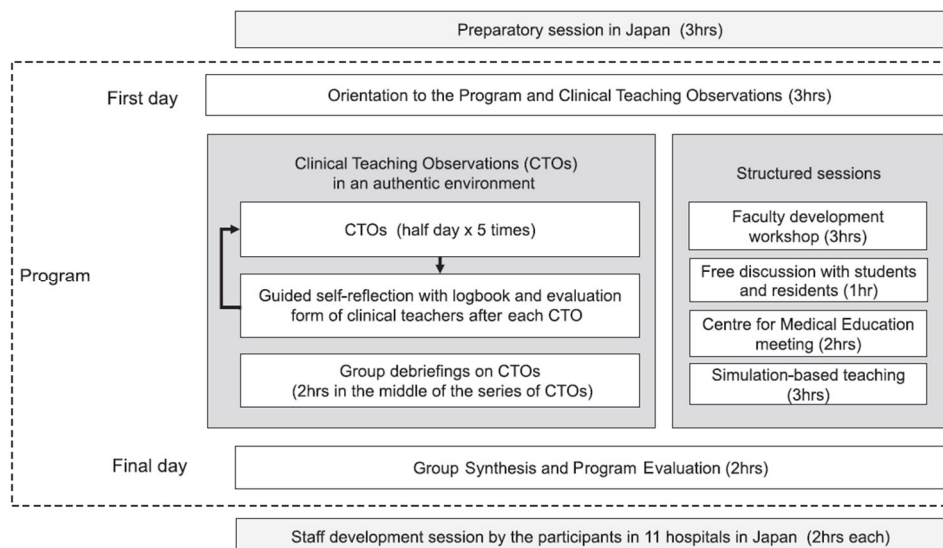 Preparatory session in Japan (3hrs)
First day
Orientation to the Program and Clinical Teaching Observations (3hrs)
Program
Clinical Teaching Observations (CTOs)
in an authentic environment
CTOs (half day x 5 times)
Guided self-reflection with logbook and evaluation
form of clinical teachers after each CTO
Group debriefings on CTOs
(2hrs in the middle of the series of CTOs)
Structured sessions
Faculty development
workshop (3hrs)
Free discussion with students
and residents (1hr)
Centre for Medical Education
meeting (2hrs)
Simulation-based teaching
(3hrs)
Final day
Group Synthesis and Program Evaluation (2hrs)
Staff development session by the participants in 11 hospitals in Japan (2hrs each)